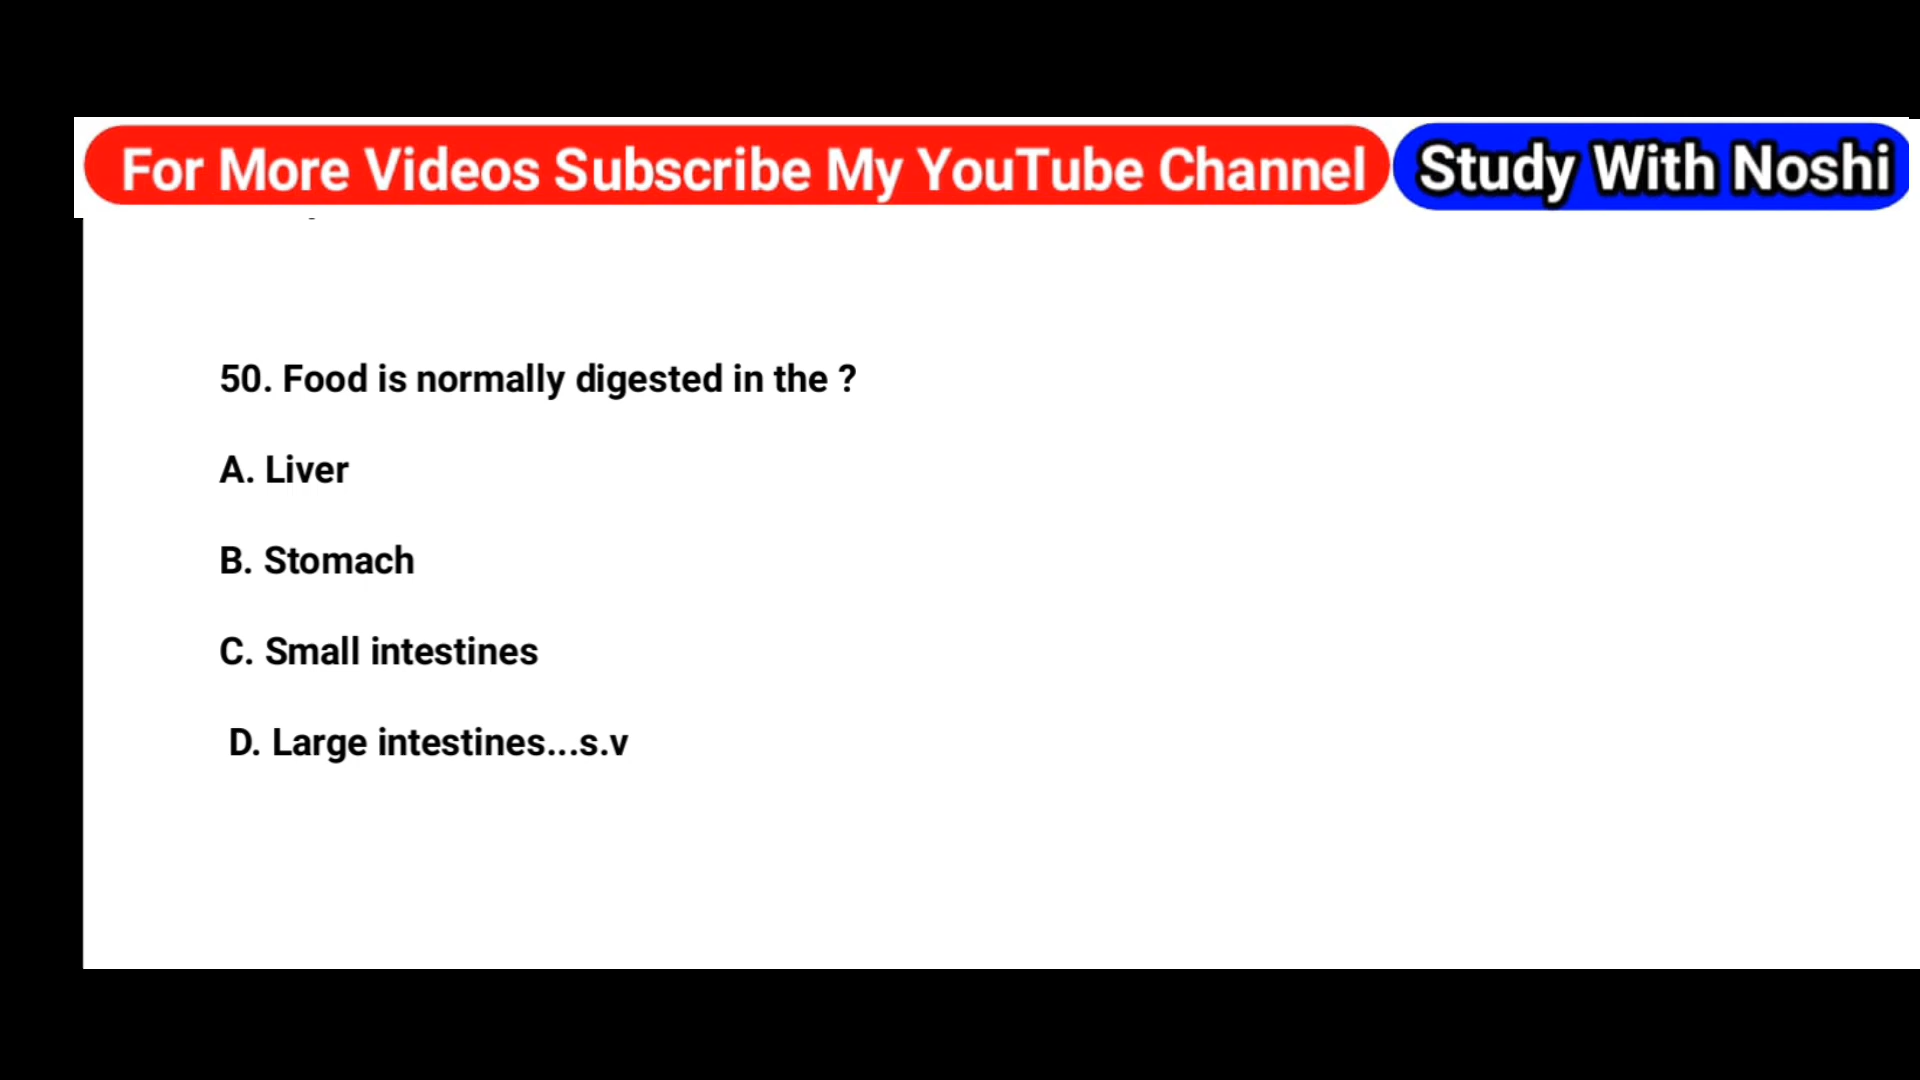 For More Videos Subscribe My YouTube Channel Study With Noshi
50. Food is normally digested in the ?
A. Liver
B. Stomach
C. Small intestines
D. Large intestines...s.v